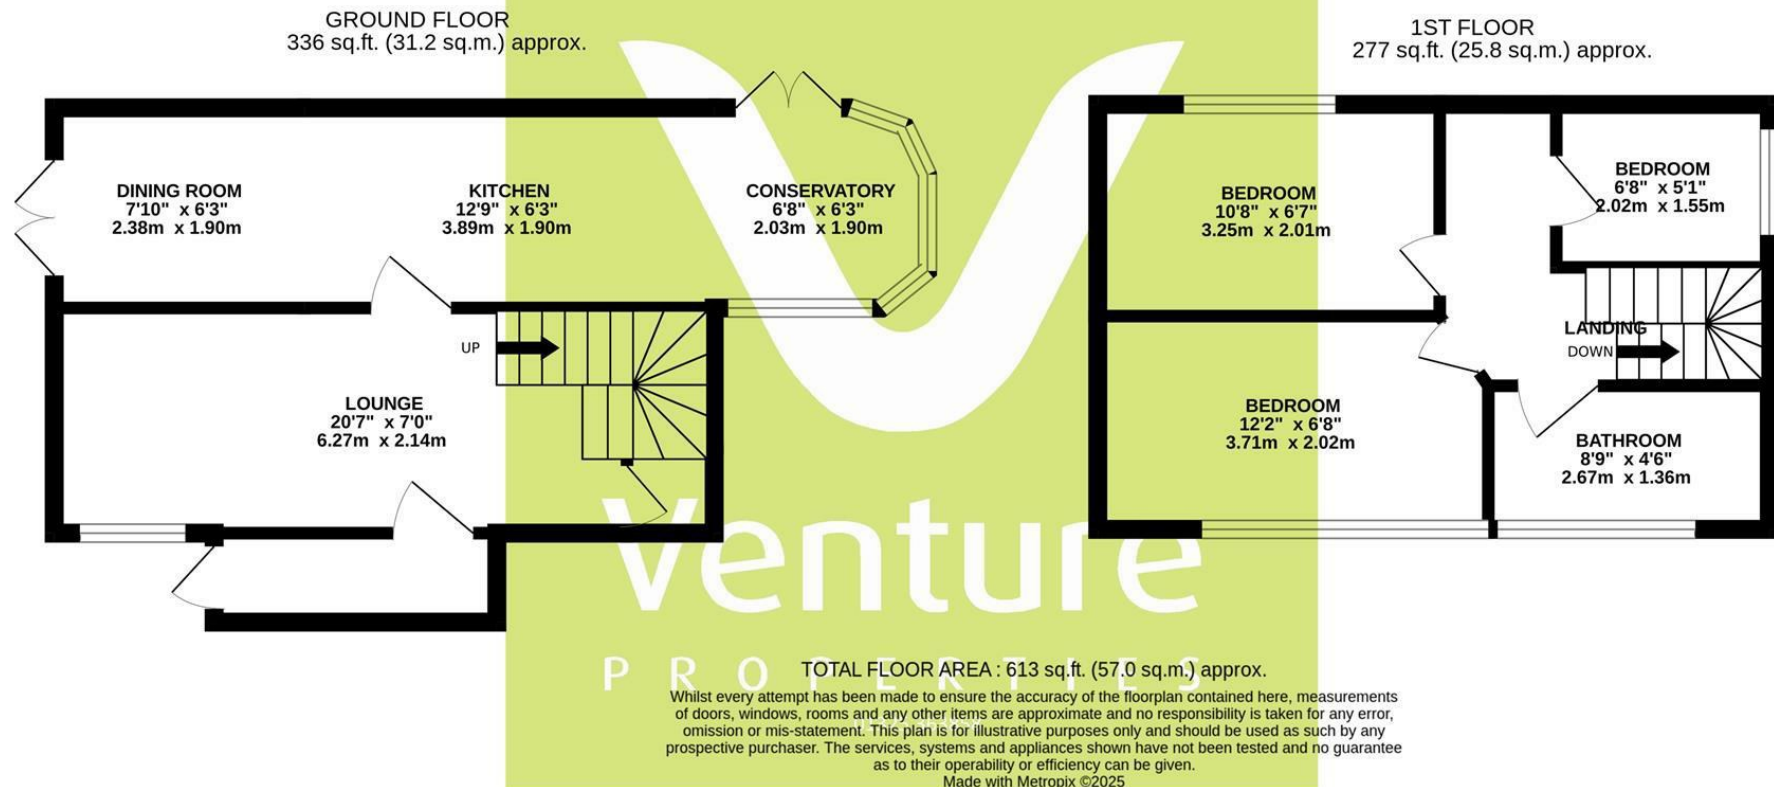 GROUND FLOOR
336 sq.ft. (31.2 sq.m.) approx.
1ST FLOOR
277 sq.ft. (25.8 sq.m.) approx.
DINING ROOM
7'10" x 6'3"
2.38m x 1.90m
KITCHEN
12'9" x 6'3"
3.89m x 1.90m
CONSERVATORY
6'8" x 6'3"
2.03m x 1.90m
BEDROOM
10'8" x 6'7"
3.25m x 2.01m
BEDROOM
6'8" x 5'1"
2.02m x 1.55m
UP
LANDING
DOWN
LOUNGE
20'7" x 7'0"
6.27m x 2.14m
BEDROOM
12'2" x 6'8"
3.71m x 2.02m
BATHROOM
8'9" x 4'6"
2.67m x 1.36m
Venture
PROPERTIES
TOTAL FLOOR AREA : 613 sq.ft. (57.0 sq.m.) approx.
Whilst every attempt has been made to ensure the accuracy of the floorplan contained here, measurements
of doors, windows, rooms and any other items are approximate and no responsibility is taken for any error,
omission or mis-statement. This plan is for illustrative purposes only and should be used as such by any
prospective purchaser. The services, systems and appliances shown have not been tested and no guarantee
as to their operability or efficiency can be given.
Made with Metropix ©2025